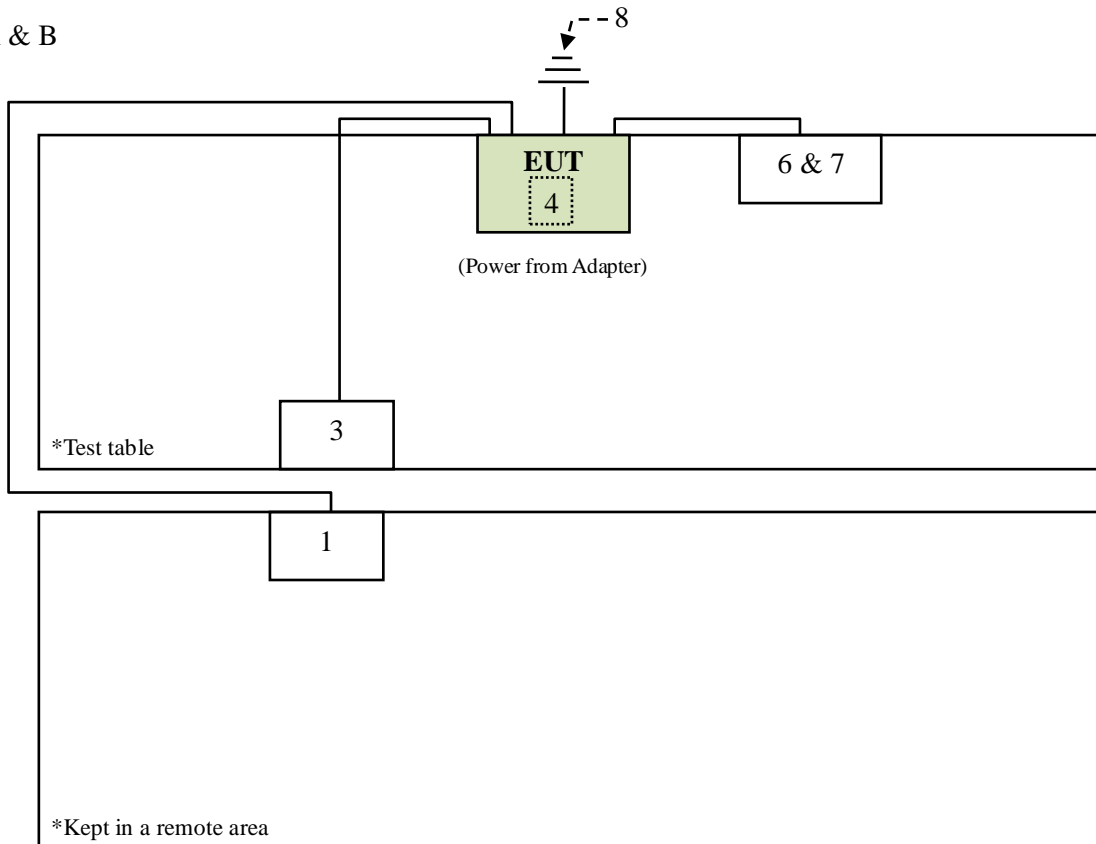 & B
8
EUT
4
6 & 7
(Power from Adapter)
3
*Test table
1
*Kept in a remote area